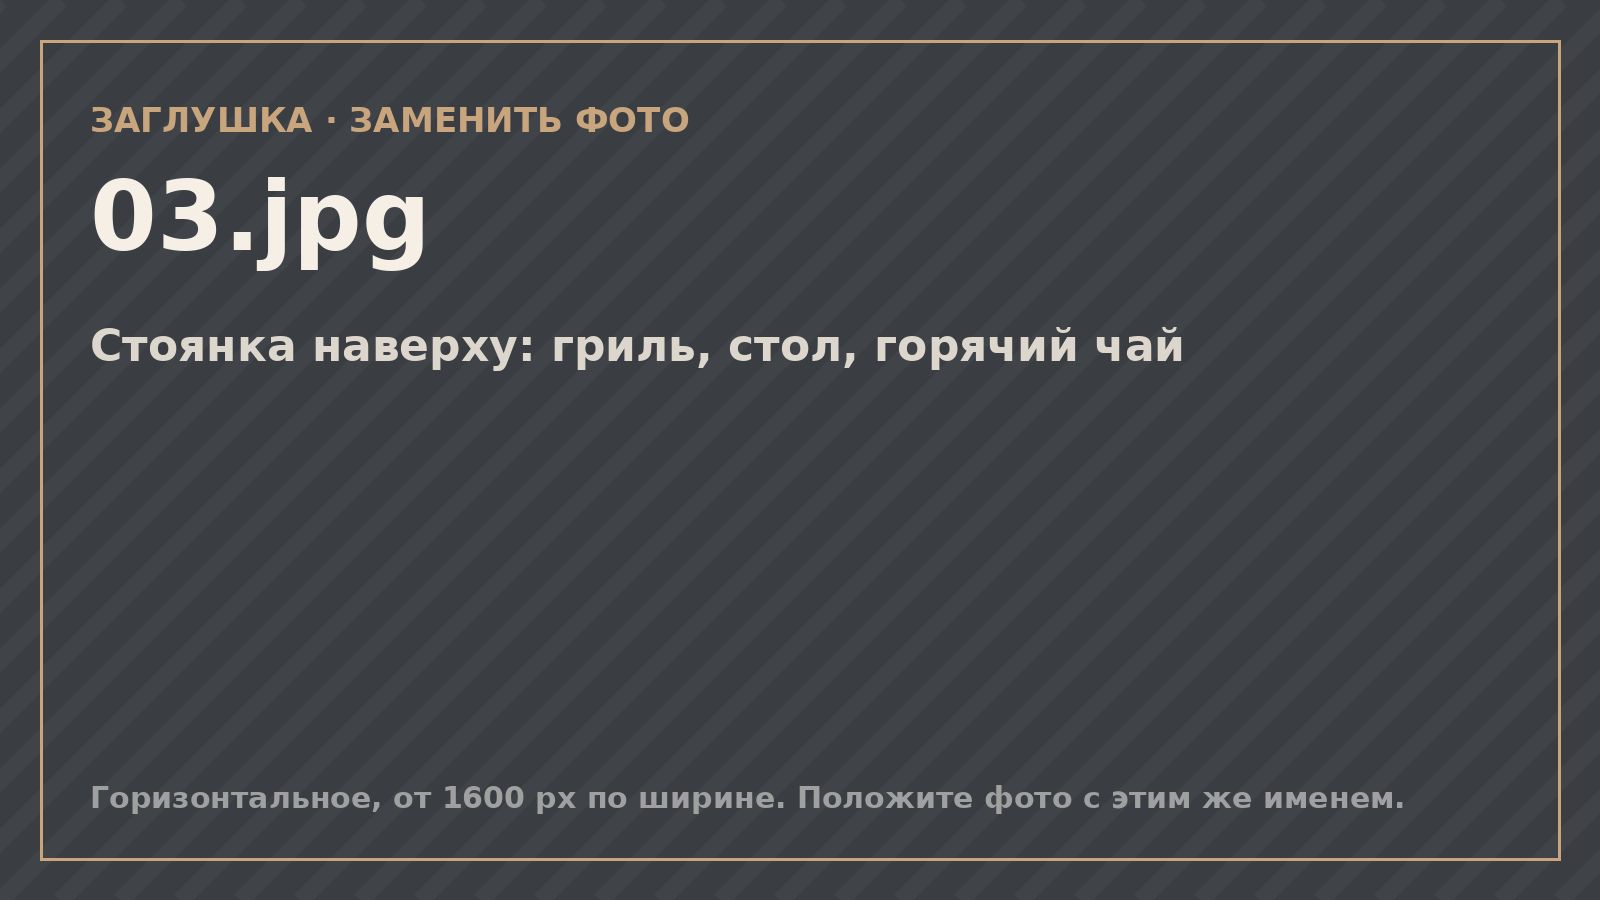 ЗАГЛУШКА · ЗАМЕНИТЬ ФОТО
03.jpg
Стоянка наверху: гриль, стол, горячий чай
Горизонтальное, от 1600 px по ширине. Положите фото с этим же именем.